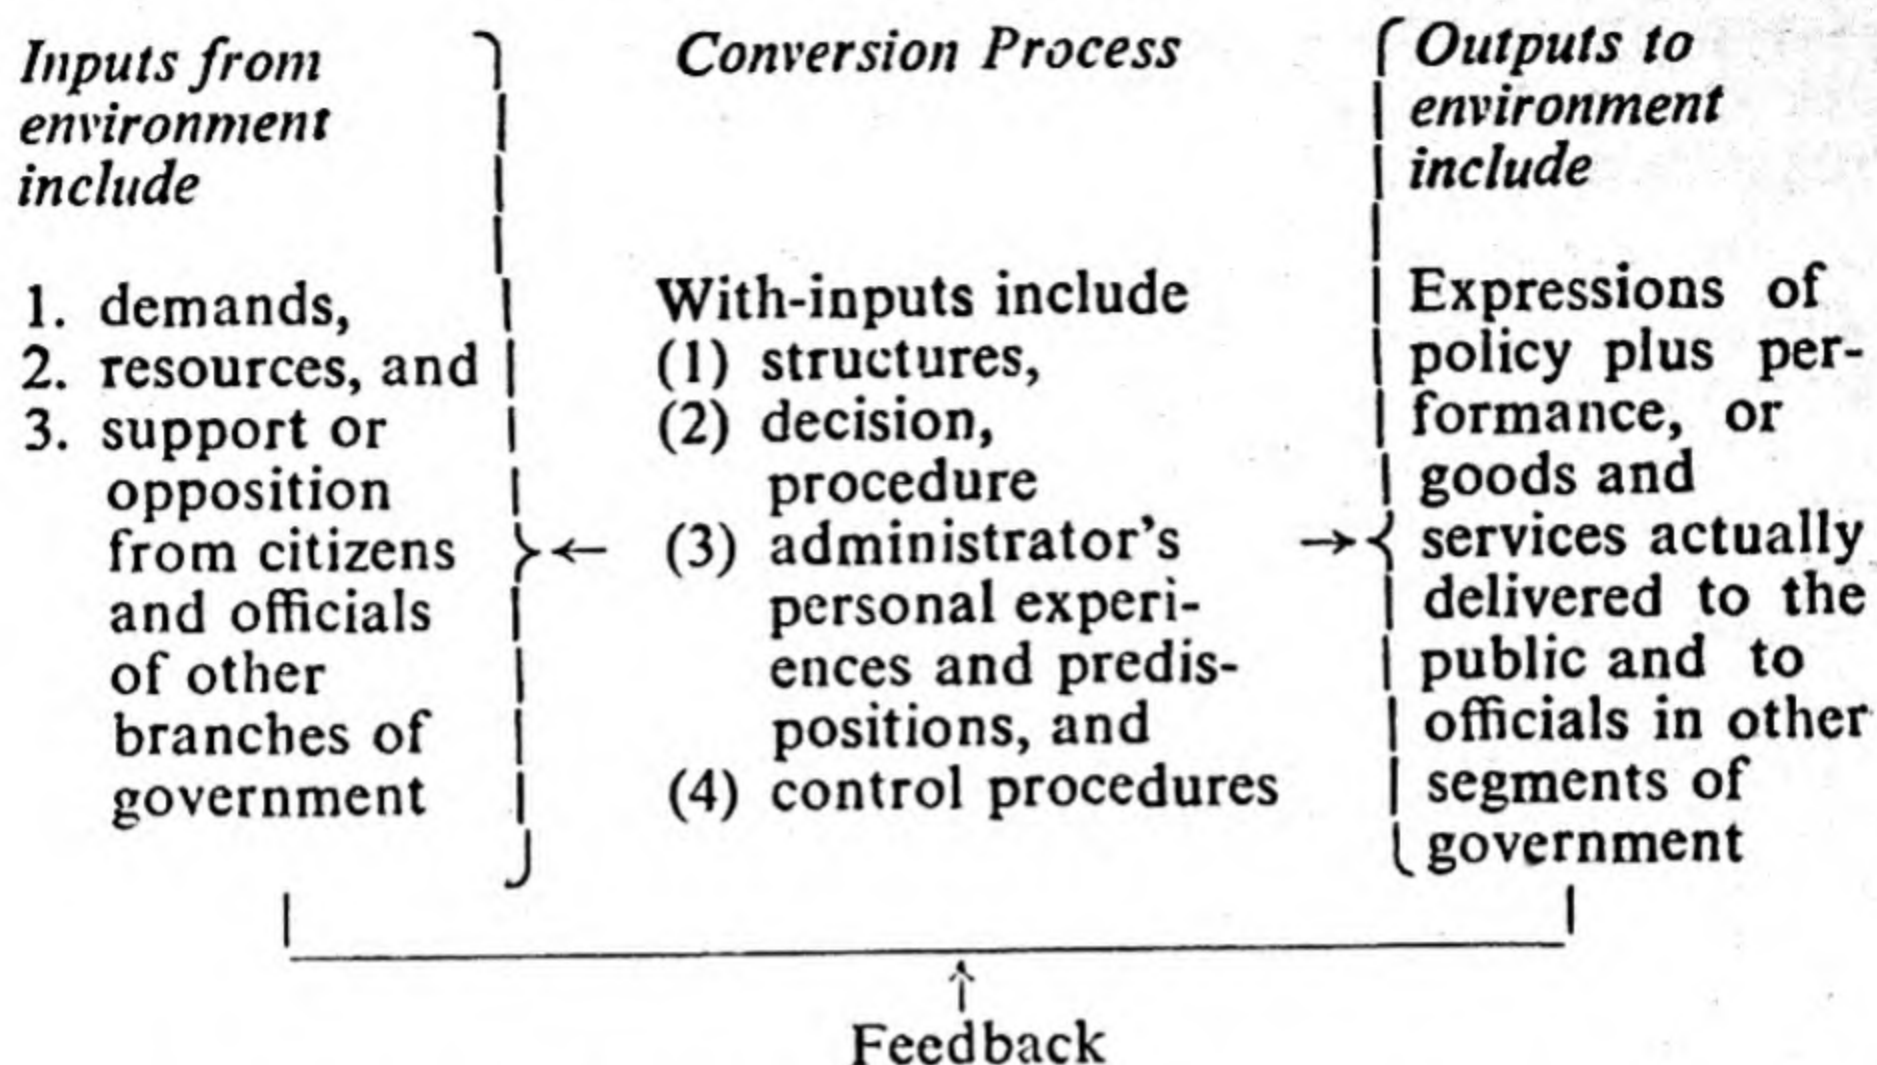 Inputs from
environment
include
1. demands,
2. resources, and
3. support or
opposition
from citizens
and officials
of other
branches of
government
Conversion Process
With-inputs include
(1) structures,
(2) decision,
procedure
(3) administrator's
personal experi-
ences and predis-
positions, and
(4) control procedures
Outputs to
environment
include
Expressions of
policy plus per-
formance, or
goods and
services actually
delivered to the
public and to
officials in other
segments of
government
Feedback